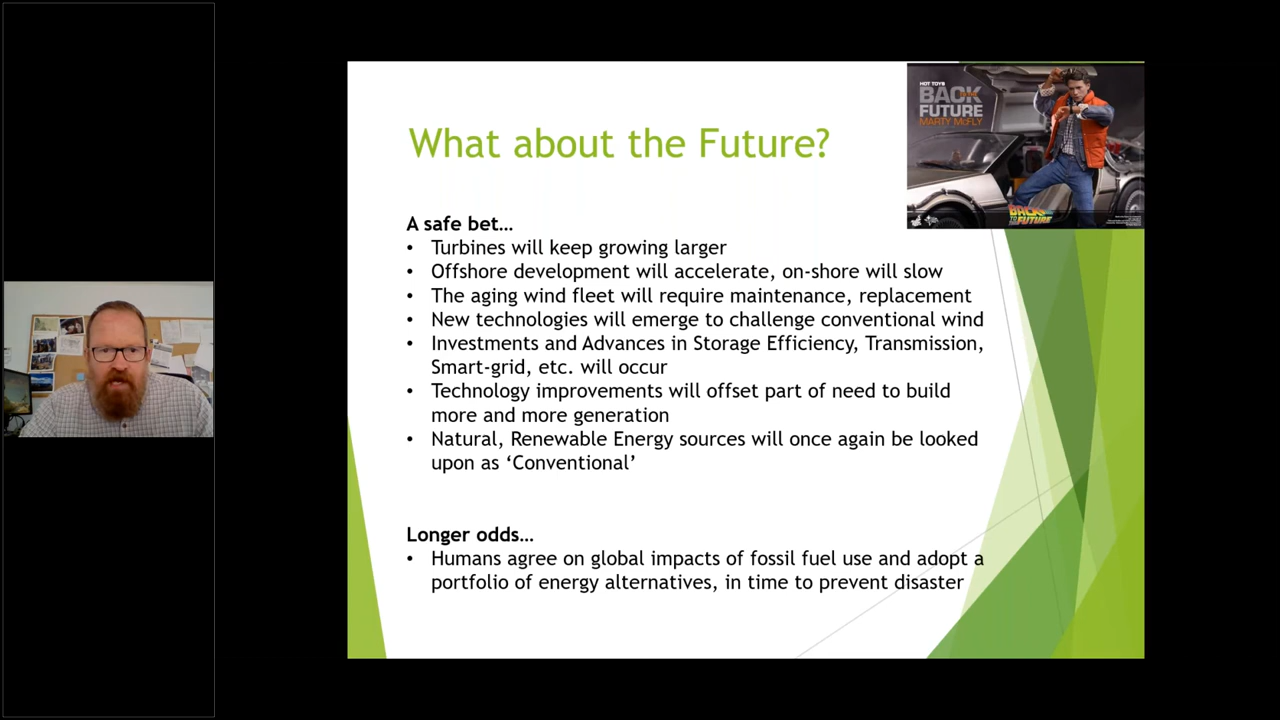 What about the Future?
HOT TOYS
BACK
FUTURE
MARTY McFLY
BACK
TO THE FUTURE
A safe bet…
• Turbines will keep growing larger
• Offshore development will accelerate, on-shore will slow
• The aging wind fleet will require maintenance, replacement
• New technologies will emerge to challenge conventional wind
• Investments and Advances in Storage Efficiency, Transmission,
Smart-grid, etc. will occur
• Technology improvements will offset part of need to build
more and more generation
• Natural, Renewable Energy sources will once again be looked
upon as ‘Conventional’
Longer odds…
• Humans agree on global impacts of fossil fuel use and adopt a
portfolio of energy alternatives, in time to prevent disaster